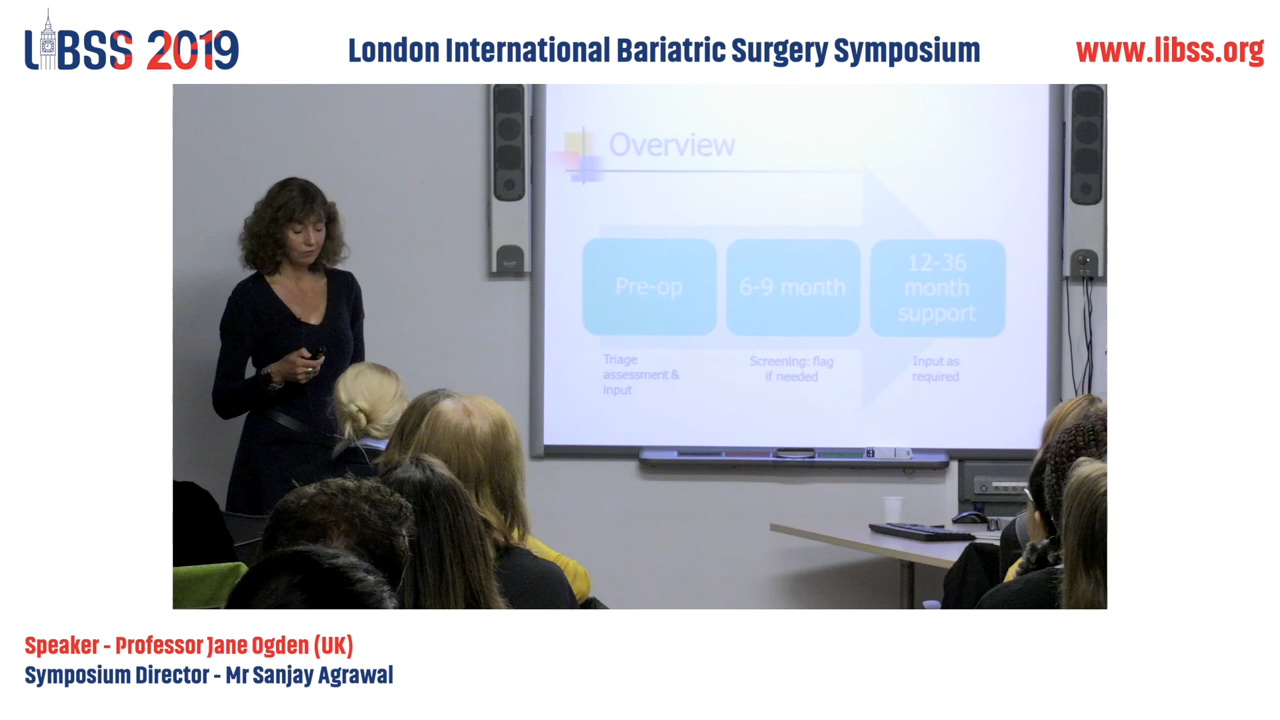 LIBSS 2019
London International Bariatric Surgery Symposium
www.libss.org
Overview
Pre-op
6-9 month
12-36
month
support
Triage
assessment &
input
Screening: flag
if needed
Input as
required
Speaker - Professor Jane Ogden (UK)
Symposium Director - Mr Sanjay Agrawal